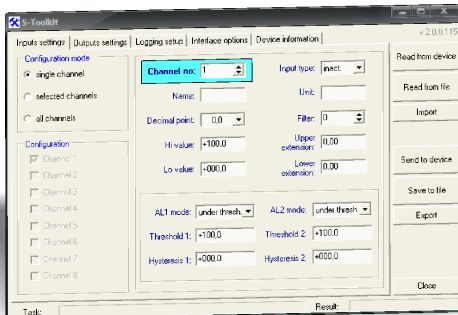 S-Toolkit
Inputs settings Outputs settings Logging setup Interface options Device information
v 2.0.0.115
Configuration mode
single channel
selected channels
all channels
Configuration
Channel 1
Channel 2
Channel 3
Channel 4
Channel 5
Channel 6
Channel 7
Channel 8
Channel no: 1 Input type: inact.
Name: Unit:
Decimal point: 0,0 Filter: 0
Hi value: +100,0 Upper extension: 0,00
Lo value: +000,0 Lower extension: 0,00
AL1 mode: under thresh. AL2 mode: under thresh
Threshold 1: +100,0 Threshold 2: +100,0
Hysteresis 1: +000,0 Hysteresis 2: +000,0
Read from device
Read from file
Import
Send to device
Save to file
Export
Close
Task: Result: